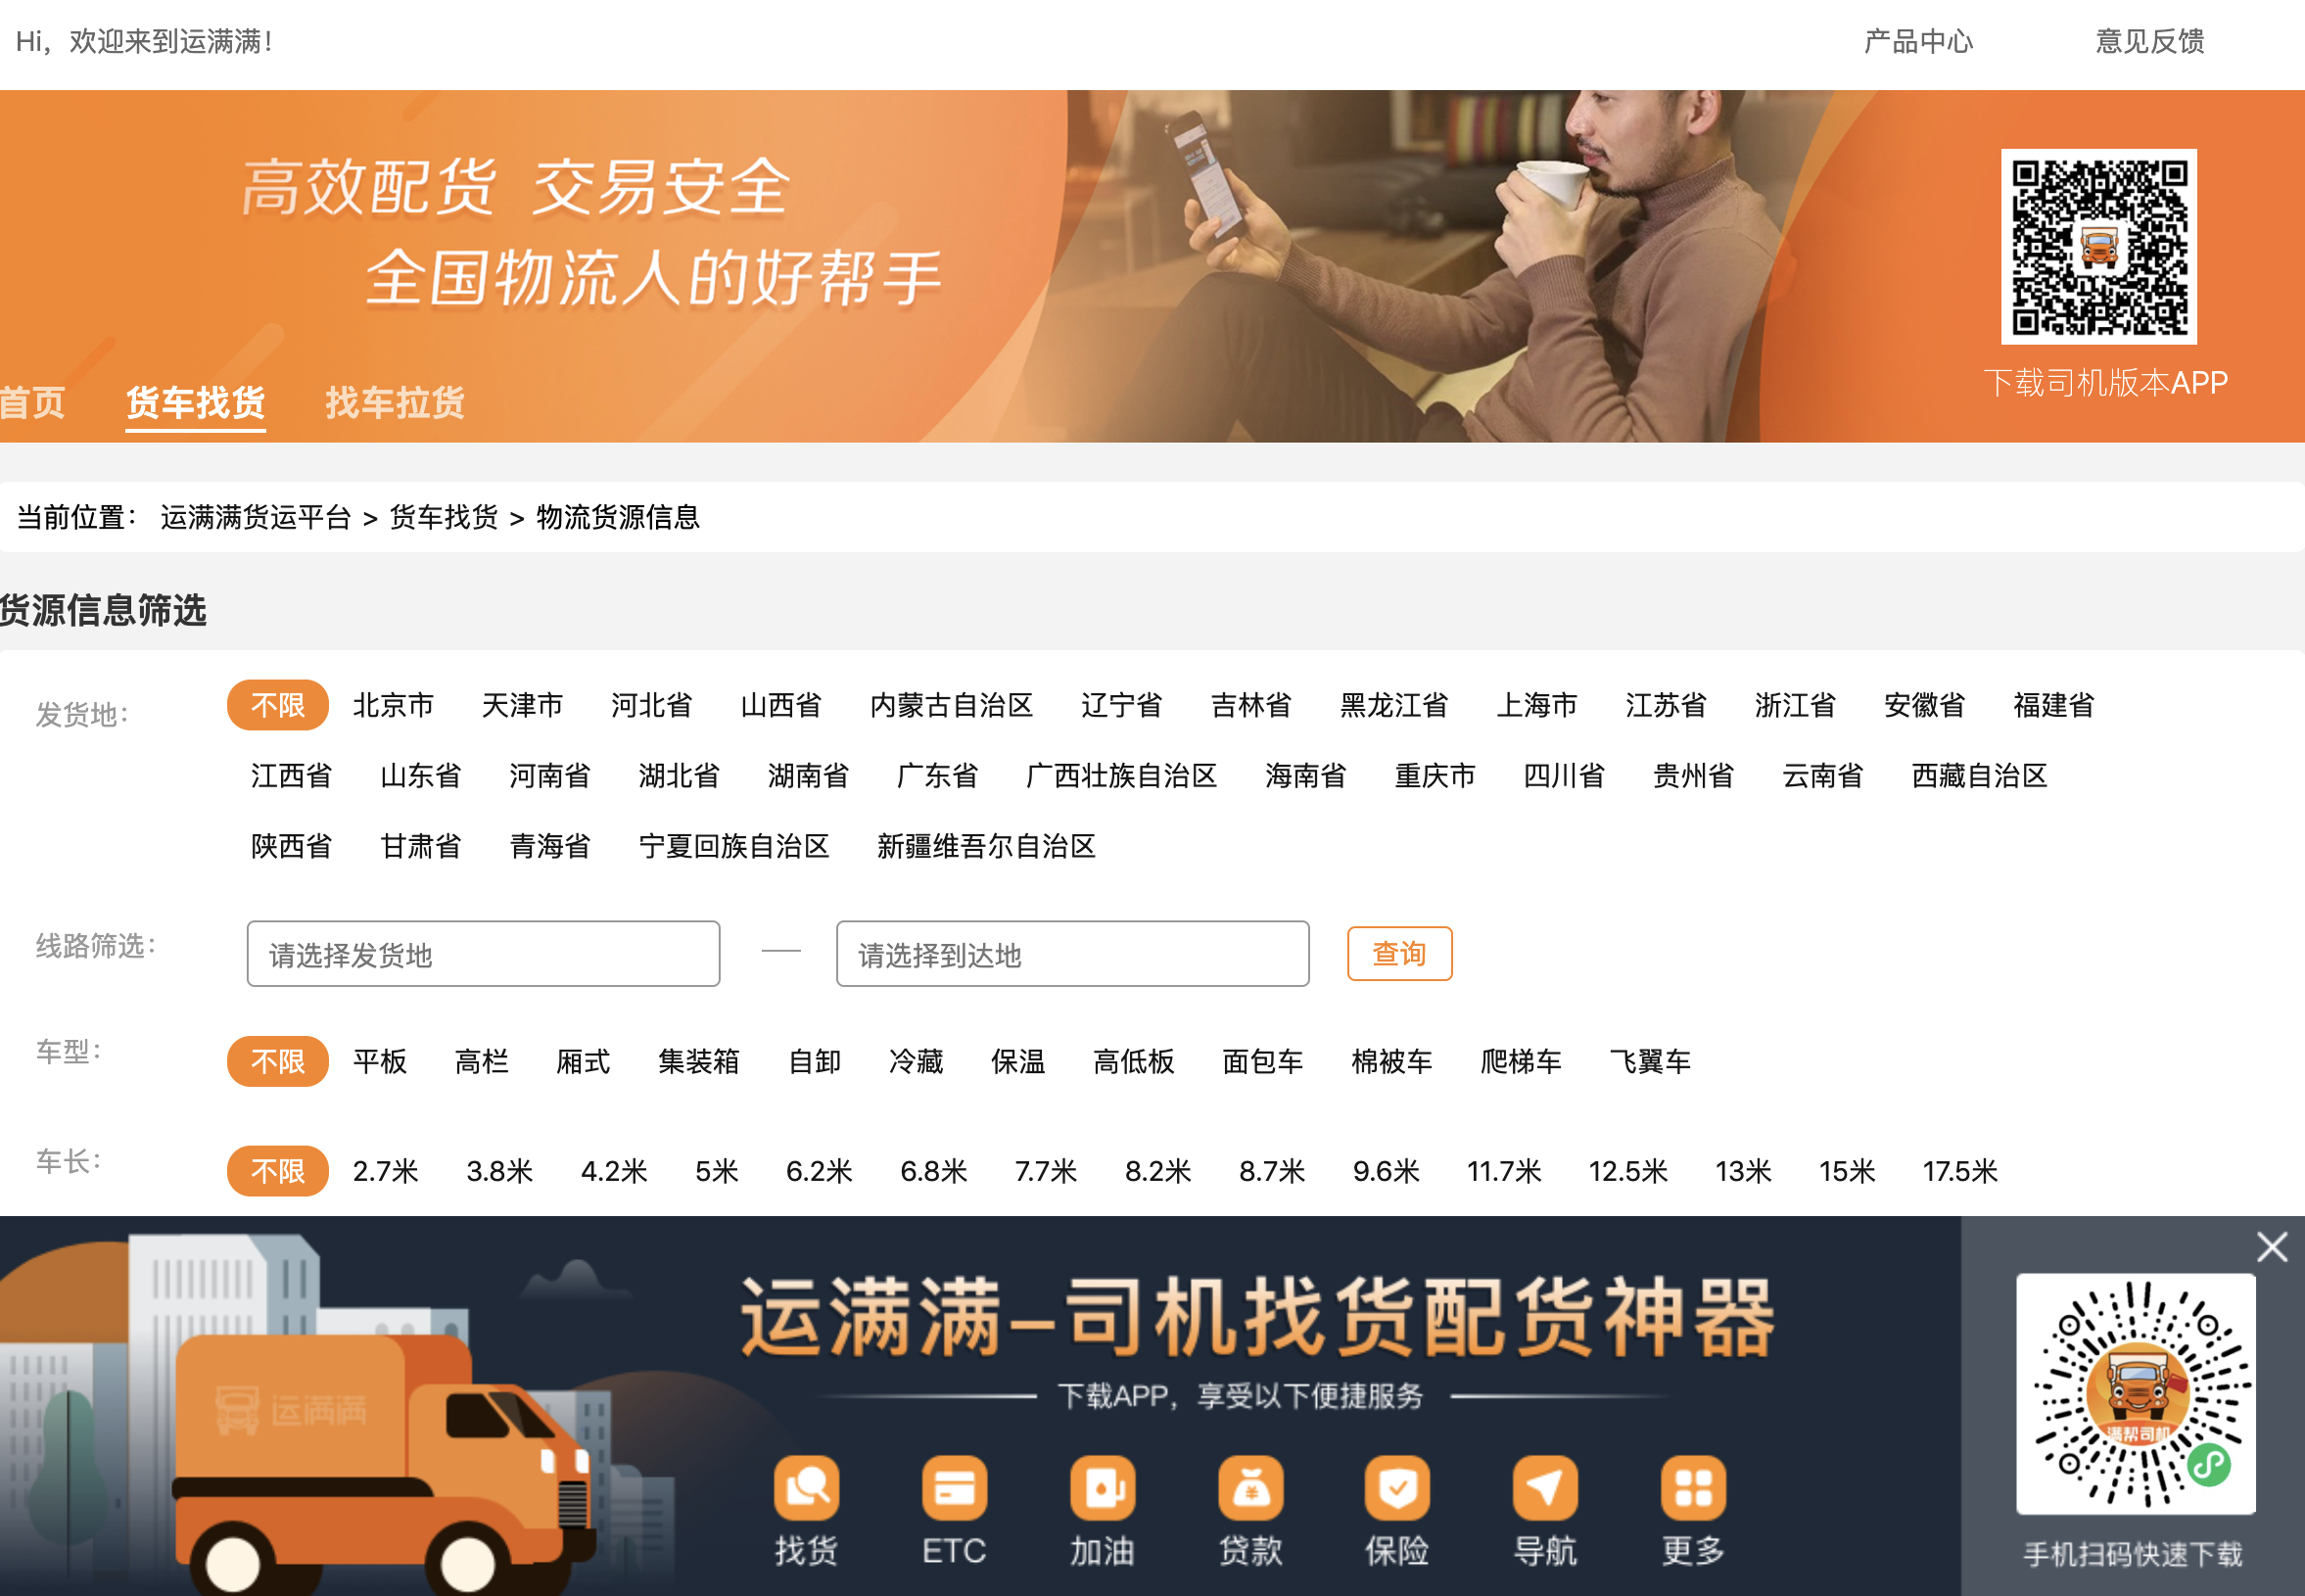 Hi，欢迎来到运满满！
产品中心 意见反馈
高效配货 交易安全
全国物流人的好帮手
下载司机版本APP
首页 货车找货 找车拉货
当前位置： 运满满货运平台 > 货车找货 > 物流货源信息
货源信息筛选
发货地： 不限 北京市 天津市 河北省 山西省 内蒙古自治区 辽宁省 吉林省 黑龙江省 上海市 江苏省 浙江省 安徽省 福建省
江西省 山东省 河南省 湖北省 湖南省 广东省 广西壮族自治区 海南省 重庆市 四川省 贵州省 云南省 西藏自治区
陕西省 甘肃省 青海省 宁夏回族自治区 新疆维吾尔自治区
线路筛选： 请选择发货地 — 请选择到达地 查询
车型： 不限 平板 高栏 厢式 集装箱 自卸 冷藏 保温 高低板 面包车 棉被车 爬梯车 飞翼车
车长： 不限 2.7米 3.8米 4.2米 5米 6.2米 6.8米 7.7米 8.2米 8.7米 9.6米 11.7米 12.5米 13米 15米 17.5米
运满满–司机找货配货神器
下载APP，享受以下便捷服务
运满满
满帮司机
找货 ETC 加油 贷款 保险 导航 更多
手机扫码快速下载